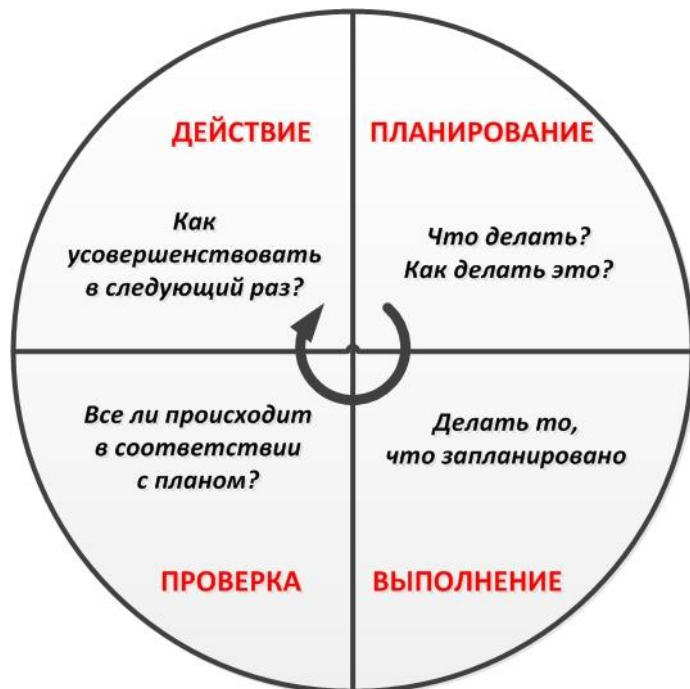 ДЕЙСТВИЕ
Как
усовершенствовать
в следующий раз?
ПЛАНИРОВАНИЕ
Что делать?
Как делать это?
Все ли происходит
в соответствии
с планом?
ПРОВЕРКА
Делать то,
что запланировано
ВЫПОЛНЕНИЕ